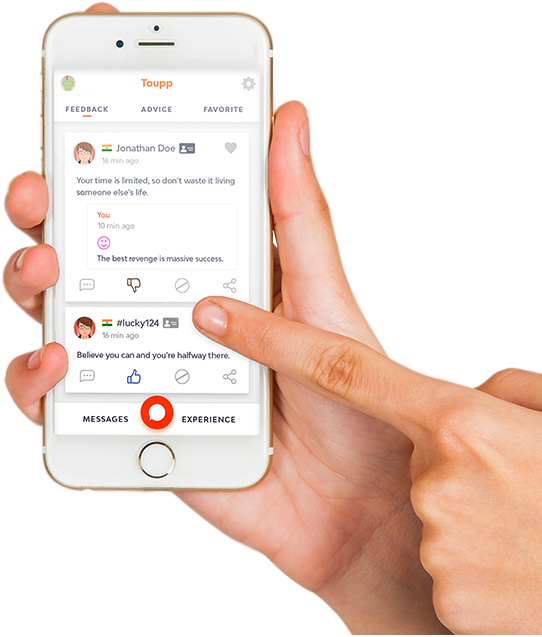 Toupp
FEEDBACK ADVICE FAVORITE
Jonathan Doe
16 min ago
Your time is limited, so don't waste it living
someone else's life.
You
10 min ago
The best revenge is massive success.
#lucky124
16 min ago
Believe you can and you're halfway there.
MESSAGES EXPERIENCE